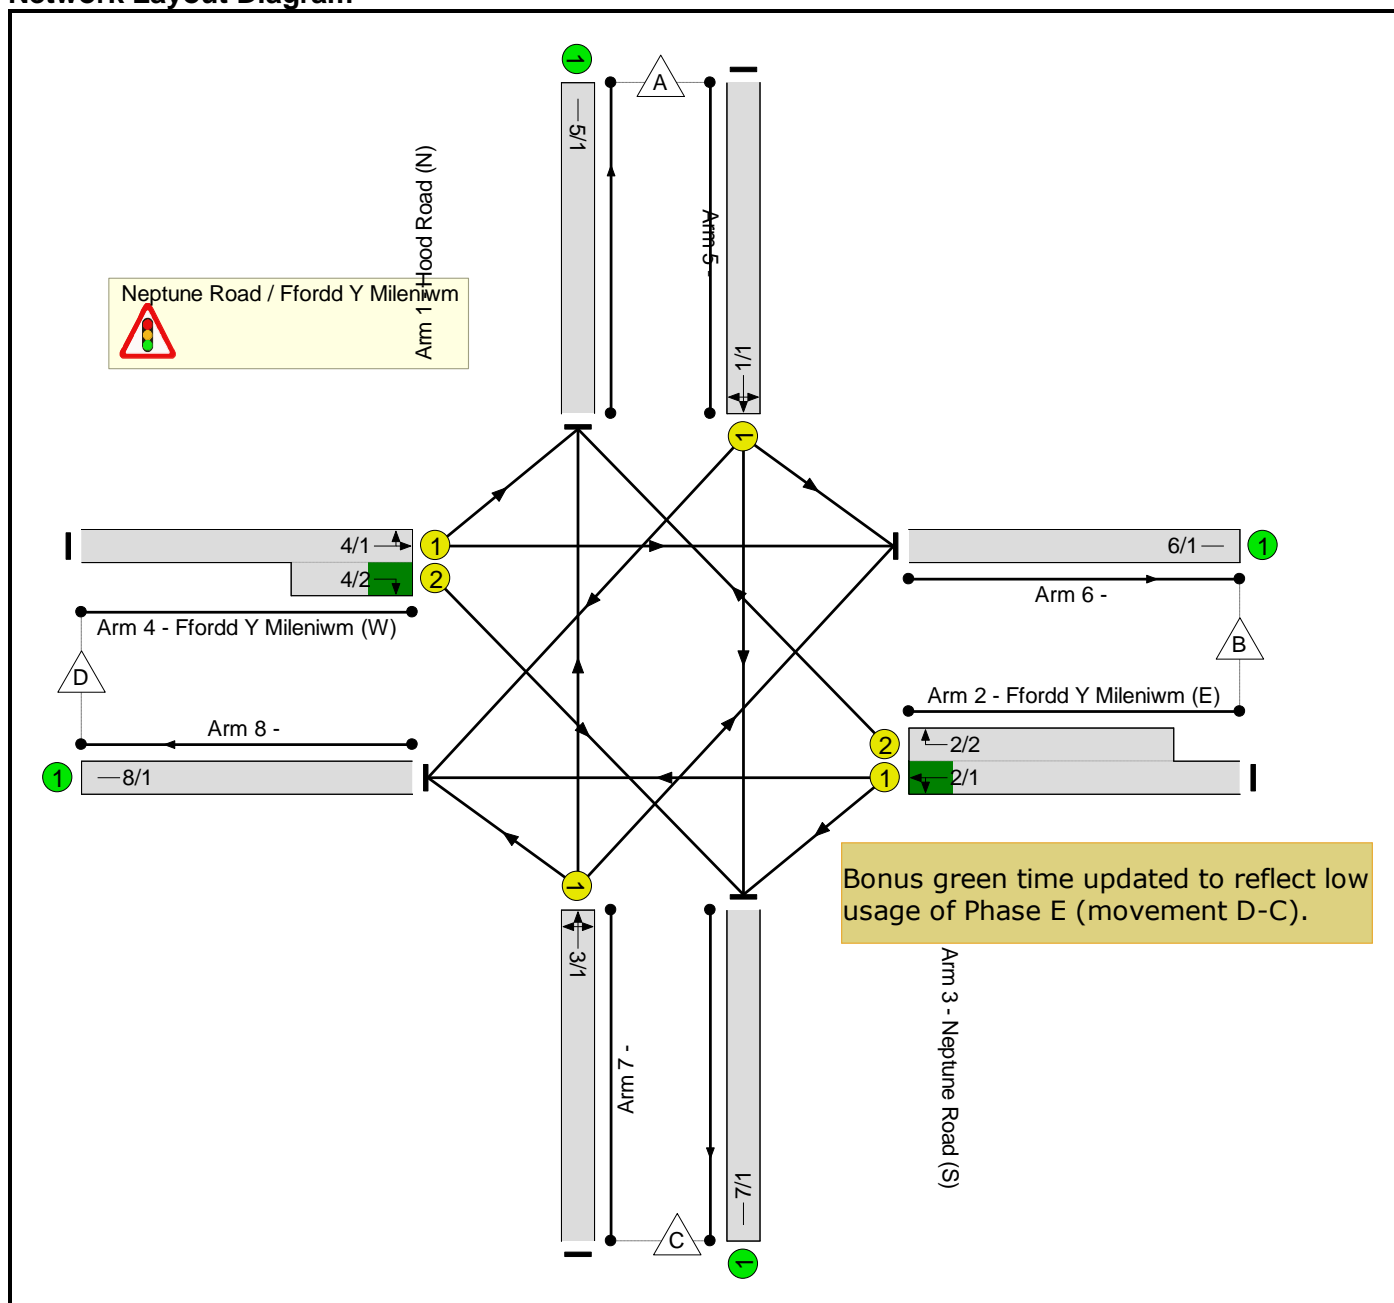 Network Layout Diagram
1
A
5/1
Arm 1 - Hood Road (N)
Arm 5 -
1/1
Neptune Road / Ffordd Y Mileniwm
1
4/1
1
4/2
2
6/1
1
Arm 6 -
Arm 4 - Ffordd Y Mileniwm (W)
D
B
Arm 2 - Ffordd Y Mileniwm (E)
Arm 8 -
2
2/2
1
8/1
1
2/1
Bonus green time updated to reflect low
usage of Phase E (movement D-C).
1
3/1
Arm 3 - Neptune Road (S)
Arm 7 -
7/1
C
1